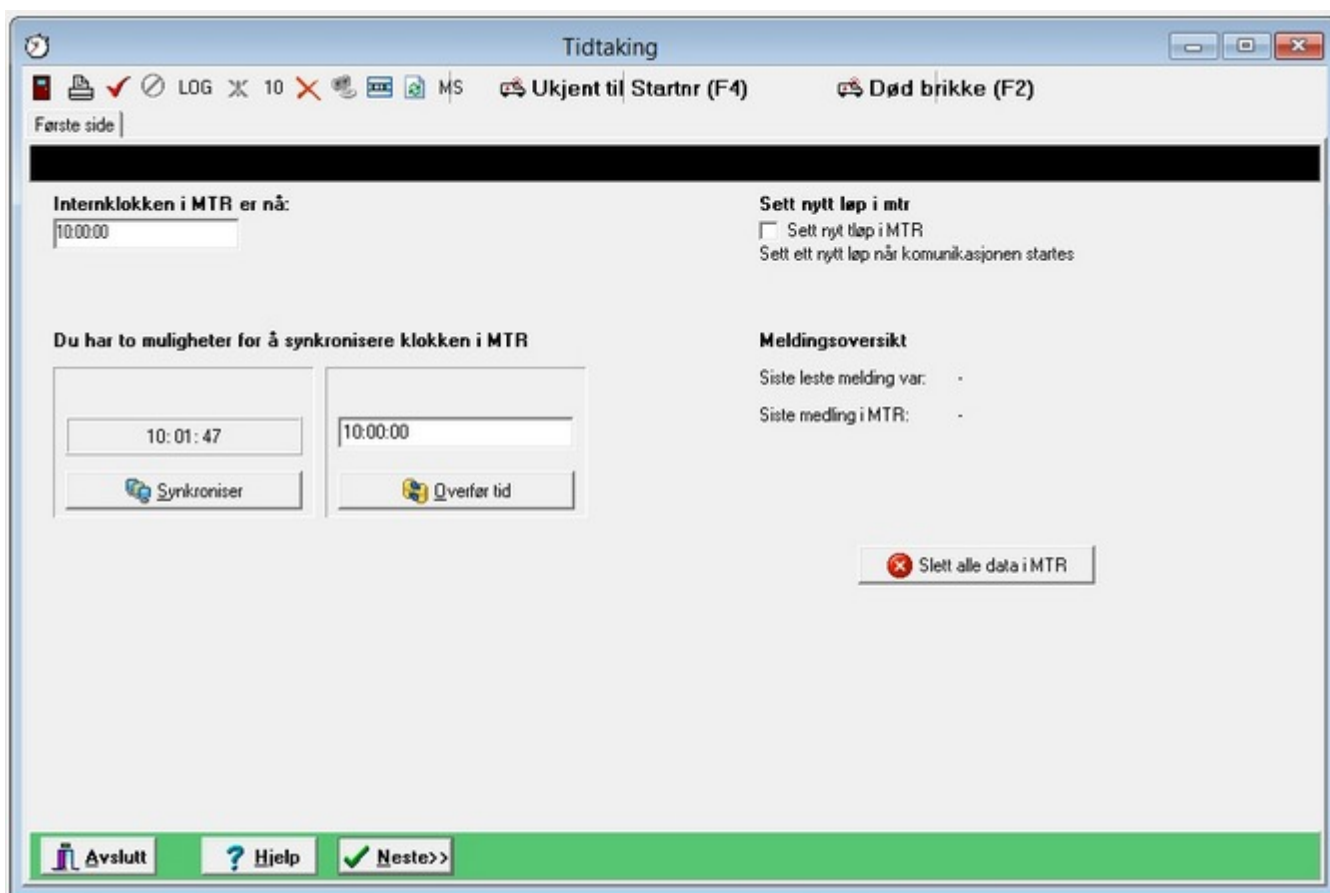 Tidtaking
LOG 10 MS Ukjent til Startnr (F4) Død brikke (F2)
Første side
Internklokken i MTR er nå:
10:00:00
Sett nytt løp i mtr
Sett nyt tløp i MTR
Sett ett nytt løp når komunikasjonen startes
Du har to muligheter for å synkronisere klokken i MTR
10:01:47
Synkroniser
10:00:00
Overfør tid
Meldingsoversikt
Siste leste melding var: -
Siste medling i MTR: -
Slett alle data i MTR
Avslutt Hjelp Neste>>